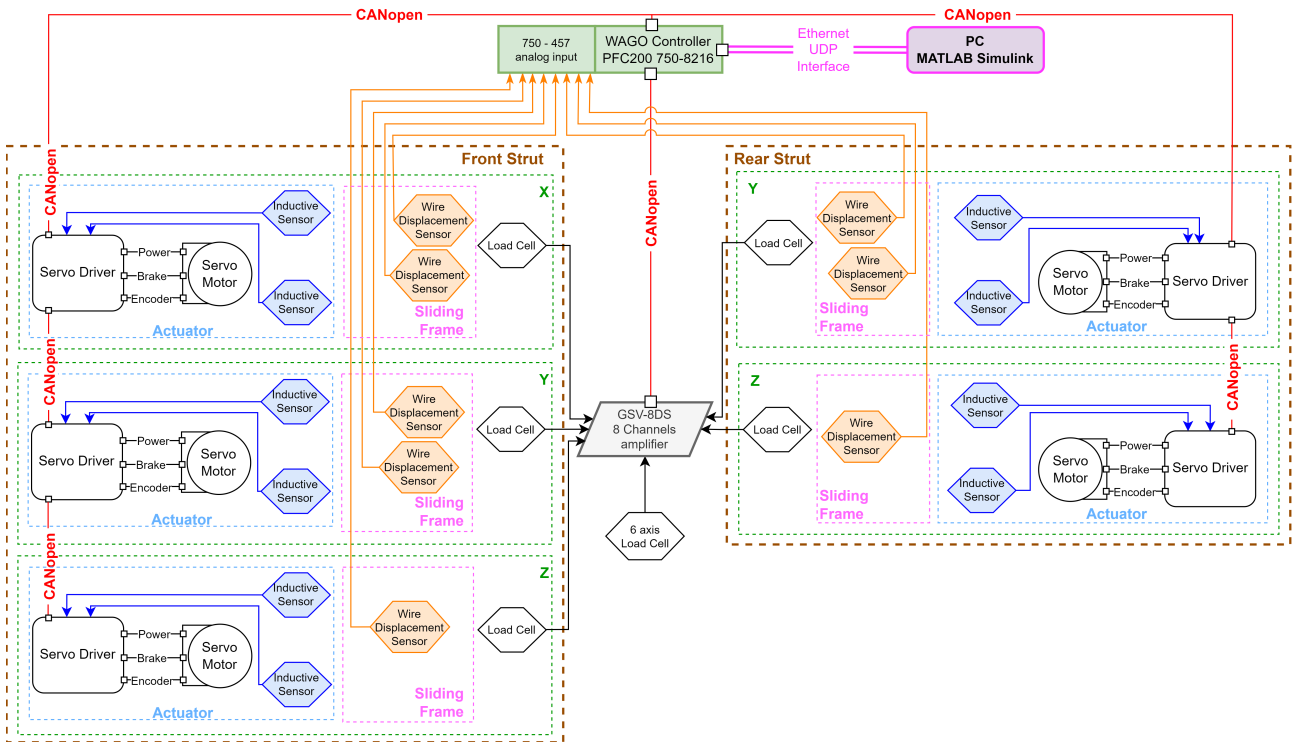 CANopen
CANopen
750 - 457
analog input
WAGO Controller
PFC200 750-8216
Ethernet
UDP
Interface
PC
MATLAB Simulink
Front Strut
X
CANopen
Inductive
Sensor
Servo Driver
Power
Brake
Encoder
Servo
Motor
Inductive
Sensor
Actuator
Wire
Displacement
Sensor
Wire
Displacement
Sensor
Sliding
Frame
Load Cell
Y
CANopen
Inductive
Sensor
Servo Driver
Power
Brake
Encoder
Servo
Motor
Inductive
Sensor
Actuator
Wire
Displacement
Sensor
Wire
Displacement
Sensor
Sliding
Frame
Load Cell
Z
CANopen
Inductive
Sensor
Servo Driver
Power
Brake
Encoder
Servo
Motor
Inductive
Sensor
Actuator
Wire
Displacement
Sensor
Sliding
Frame
Load Cell
CANopen
GSV-8DS
8 Channels
amplifier
6 axis
Load Cell
Rear Strut
Y
Load Cell
Wire
Displacement
Sensor
Wire
Displacement
Sensor
Sliding
Frame
Inductive
Sensor
Inductive
Sensor
Servo
Motor
Power
Brake
Encoder
Servo Driver
Actuator
CANopen
Z
Load Cell
Wire
Displacement
Sensor
Sliding
Frame
Inductive
Sensor
Inductive
Sensor
Servo
Motor
Power
Brake
Encoder
Servo Driver
Actuator